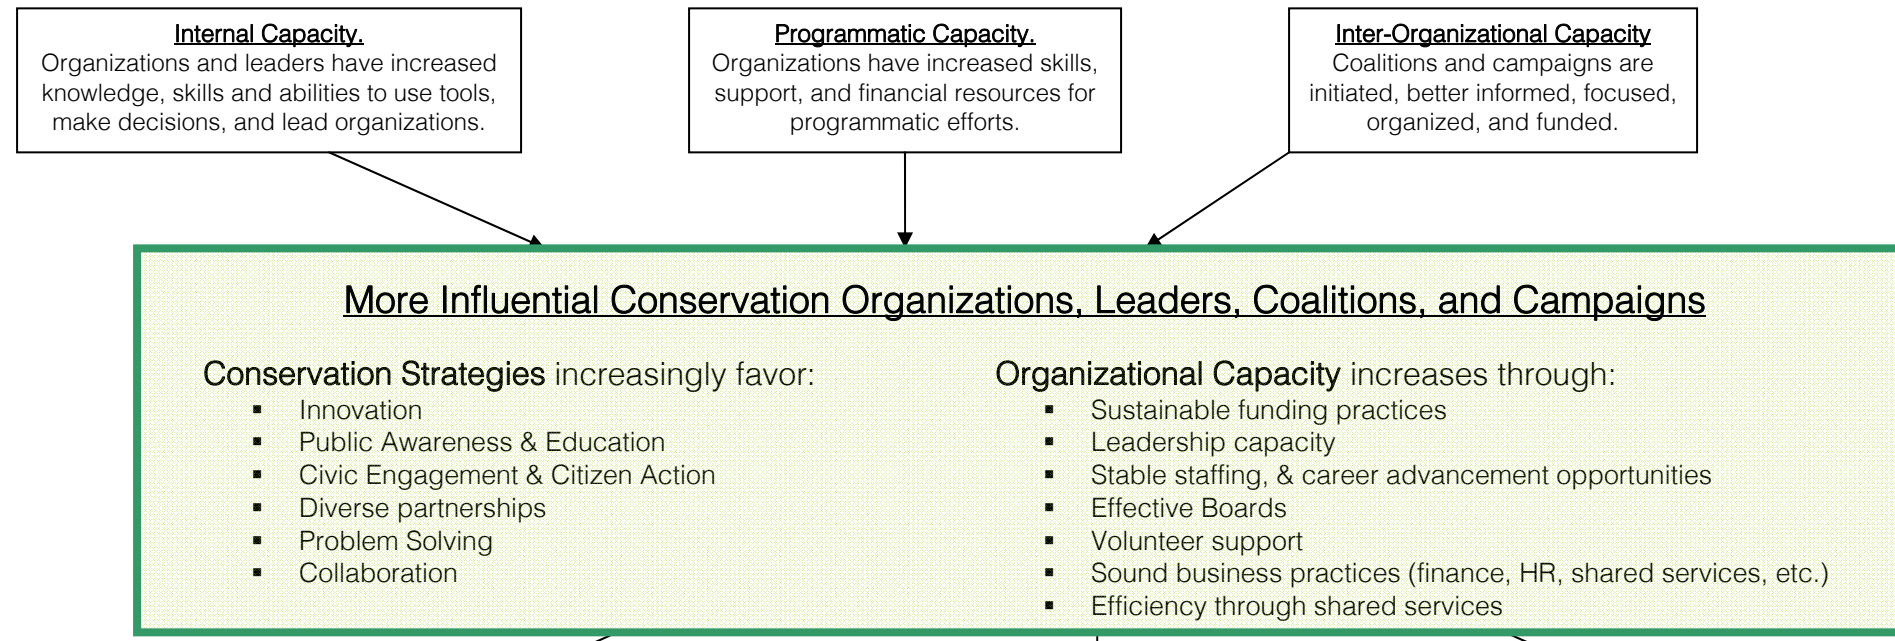 Internal Capacity.
Organizations and leaders have increased
knowledge, skills and abilities to use tools,
make decisions, and lead organizations.
Programmatic Capacity.
Organizations have increased skills,
support, and financial resources for
programmatic efforts.
Inter-Organizational Capacity
Coalitions and campaigns are
initiated, better informed, focused,
organized, and funded.
More Influential Conservation Organizations, Leaders, Coalitions, and Campaigns
Conservation Strategies increasingly favor:
▪ Innovation
▪ Public Awareness & Education
▪ Civic Engagement & Citizen Action
▪ Diverse partnerships
▪ Problem Solving
▪ Collaboration
Organizational Capacity increases through:
▪ Sustainable funding practices
▪ Leadership capacity
▪ Stable staffing, & career advancement opportunities
▪ Effective Boards
▪ Volunteer support
▪ Sound business practices (finance, HR, shared services, etc.)
▪ Efficiency through shared services